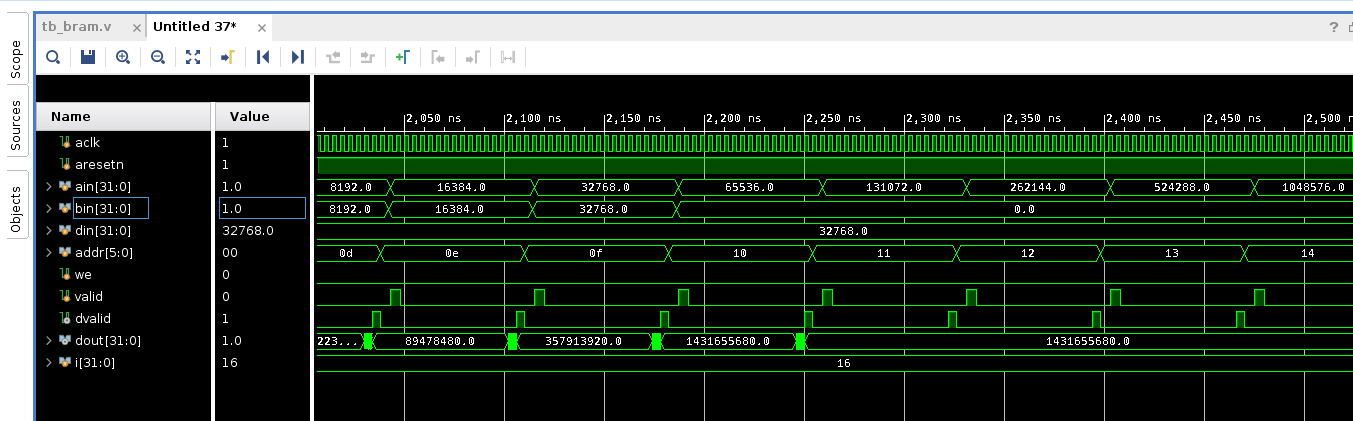 tb_bram.v × Untitled 37* × ?
Scope
Sources
Objects
Name Value
2,050 ns 2,100 ns 2,150 ns 2,200 ns 2,250 ns 2,300 ns 2,350 ns 2,400 ns 2,450 ns 2,500 n
aclk 1
aresetn 1
ain[31:0] 1.0 8192.0 16384.0 32768.0 65536.0 131072.0 262144.0 524288.0 1048576.0
bin[31:0] 1.0 8192.0 16384.0 32768.0 0.0
din[31:0] 32768.0 32768.0
addr[5:0] 00 0d 0e 0f 10 11 12 13 14
we 0
valid 0
dvalid 1
dout[31:0] 1.0 223... 89478480.0 357913920.0 1431655680.0 1431655680.0
i[31:0] 16 16